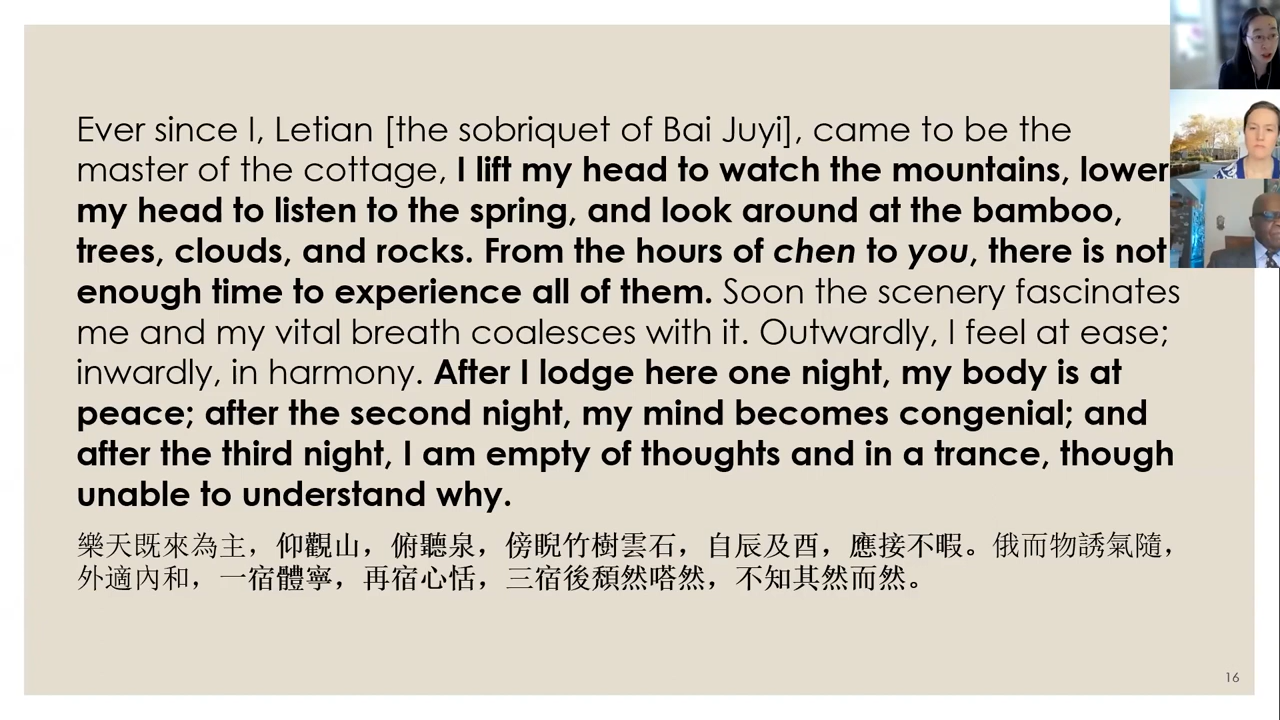 Ever since I, Letian [the sobriquet of Bai Juyi], came to be the
master of the cottage, I lift my head to watch the mountains, lower
my head to listen to the spring, and look around at the bamboo,
trees, clouds, and rocks. From the hours of chen to you, there is not
enough time to experience all of them. Soon the scenery fascinates
me and my vital breath coalesces with it. Outwardly, I feel at ease;
inwardly, in harmony. After I lodge here one night, my body is at
peace; after the second night, my mind becomes congenial; and
after the third night, I am empty of thoughts and in a trance, though
unable to understand why.
樂天既來為主，仰觀山，俯聽泉，傍睨竹樹雲石，自辰及酉，應接不暇。俄而物誘氣隨，
外適內和，一宿體寧，再宿心恬，三宿後頹然嗒然，不知其然而然。
16